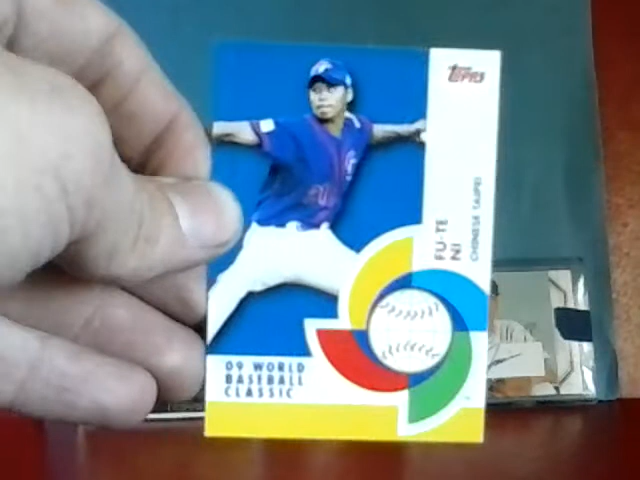 Topps
FU-TE
NI
CHINESE TAIPEI
09 WORLD
BASEBALL
CLASSIC